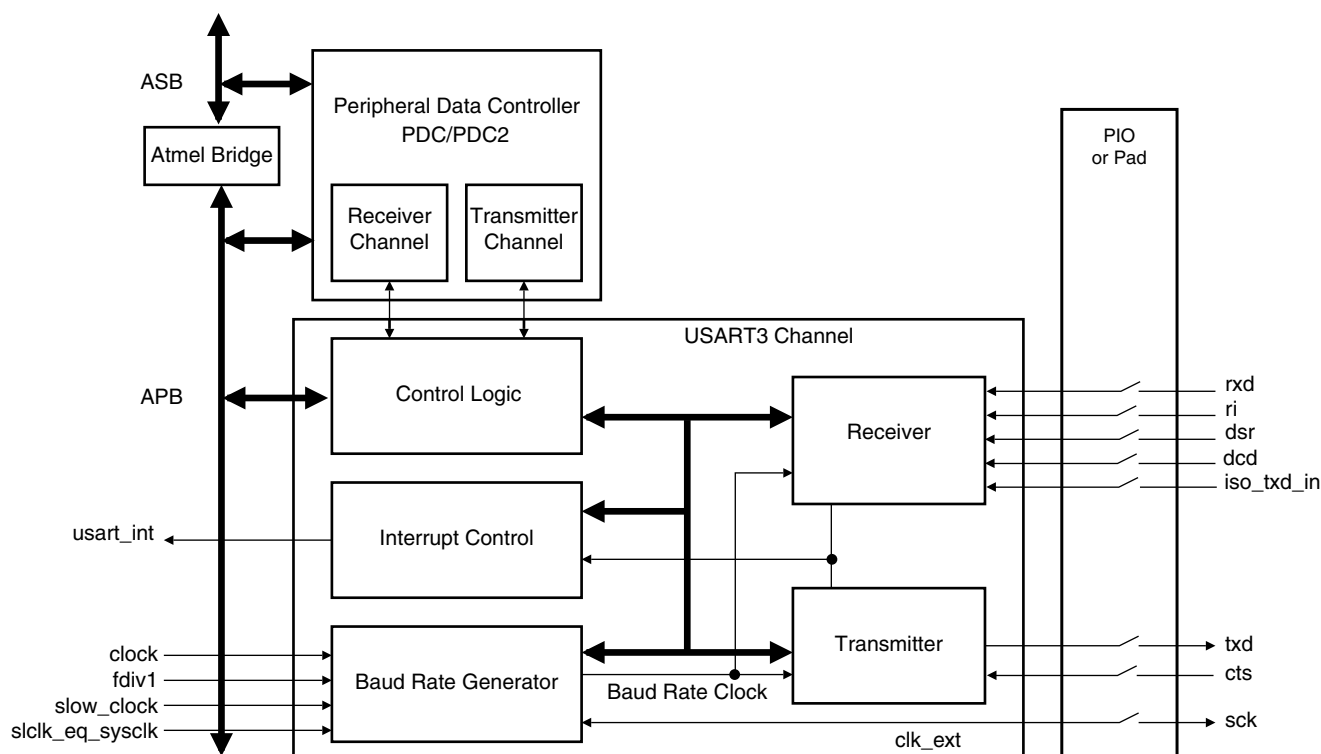 ASB
Peripheral Data Controller
PDC/PDC2
Atmel Bridge
PIO
or Pad
Receiver
Channel
Transmitter
Channel
USART3 Channel
APB
Control Logic
Receiver
rxd
ri
dsr
dcd
iso_txd_in
usart_int
Interrupt Control
Transmitter
txd
cts
sck
clock
fdiv1
slow_clock
slclk_eq_sysclk
Baud Rate Generator
Baud Rate Clock
clk_ext